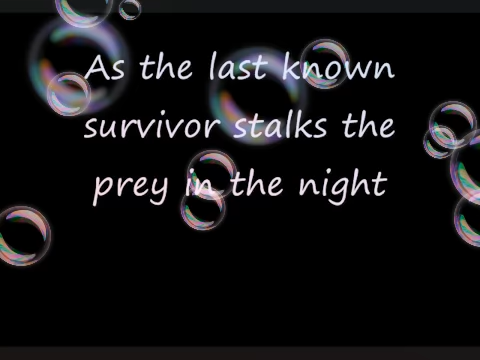 As the last known
survivor stalks the
prey in the night